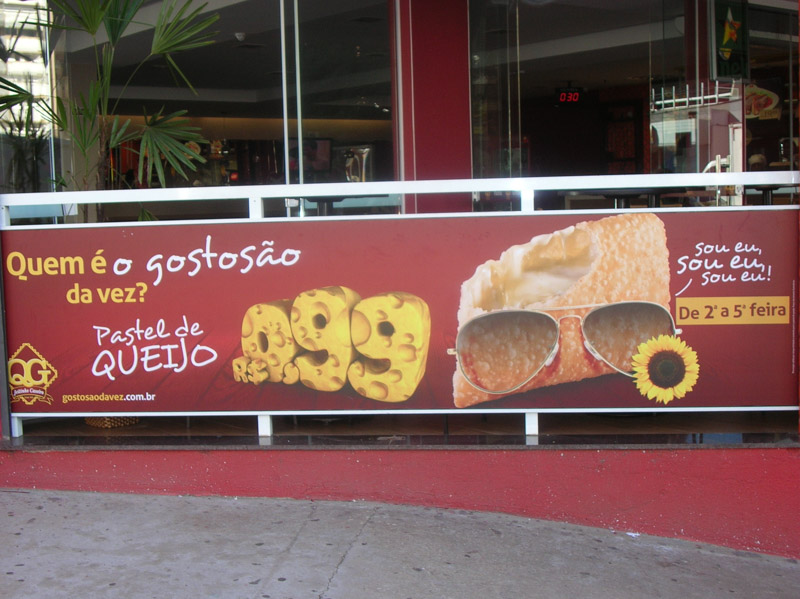 Quem é o gostosão
da vez?
Pastel de
QUEIJO
R$0,99
gostosaodavez.com.br
QG
sou eu,
sou eu,
sou eu!
De 2ª a 5ª feira
030